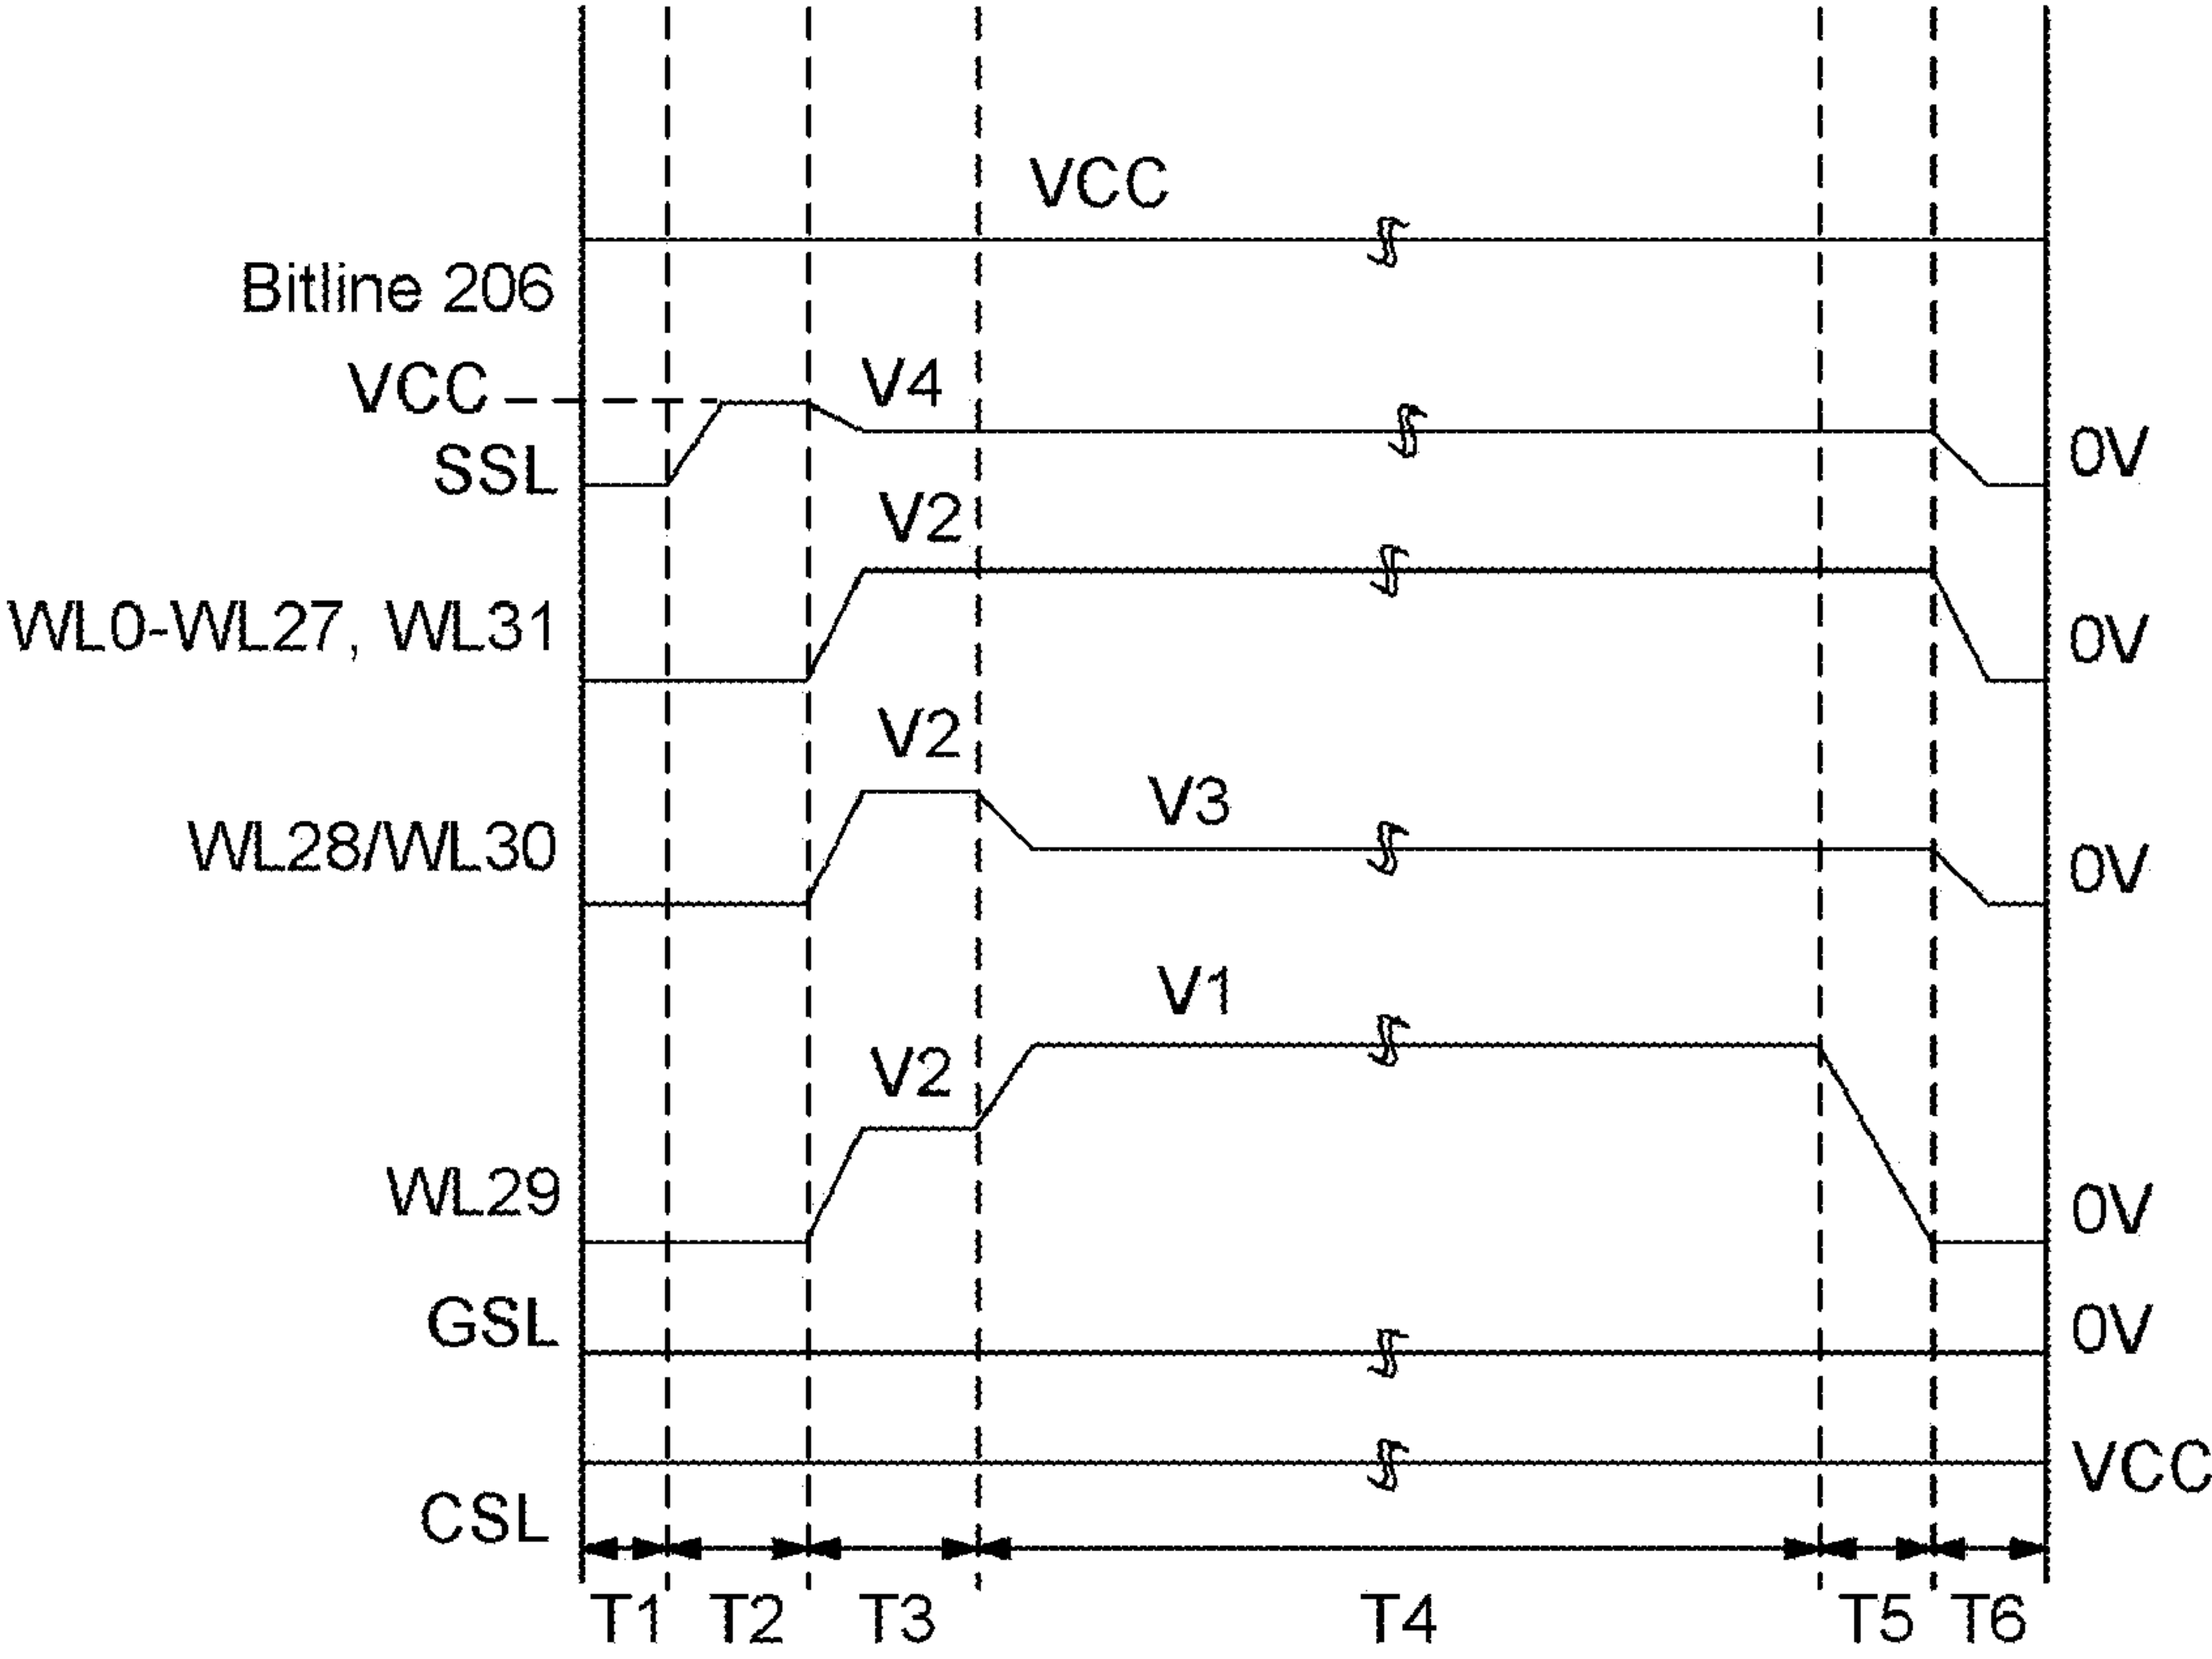 VCC
Bitline 206
VCC
V4
SSL
0V
V2
WL0-WL27, WL31
0V
V2
V3
WL28/WL30
0V
V1
V2
WL29
0V
GSL
0V
VCC
CSL
T1 T2 T3 T4 T5 T6